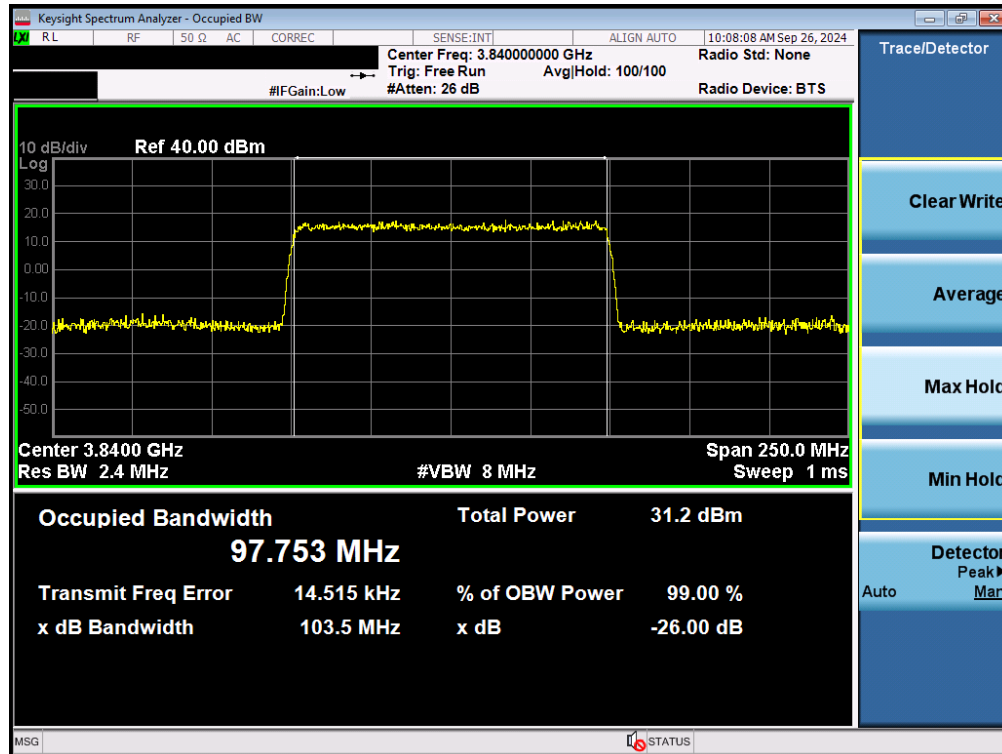 Keysight Spectrum Analyzer - Occupied BW
LXI RL RF 50 Ω AC CORREC SENSE:INT ALIGN AUTO 10:08:08 AM Sep 26, 2024
Center Freq: 3.840000000 GHz Radio Std: None
Trig: Free Run Avg|Hold: 100/100
#IFGain:Low #Atten: 26 dB Radio Device: BTS
Trace/Detector
10 dB/div Ref 40.00 dBm
Log
30.0
20.0
10.0
0.00
-10.0
-20.0
-30.0
-40.0
-50.0
Center 3.8400 GHz Span 250.0 MHz
Res BW 2.4 MHz #VBW 8 MHz Sweep 1 ms
Occupied Bandwidth Total Power 31.2 dBm
97.753 MHz
Transmit Freq Error 14.515 kHz % of OBW Power 99.00 %
x dB Bandwidth 103.5 MHz x dB -26.00 dB
Clear Write
Average
Max Hold
Min Hold
Detector
Peak▶
Auto Man
MSG STATUS